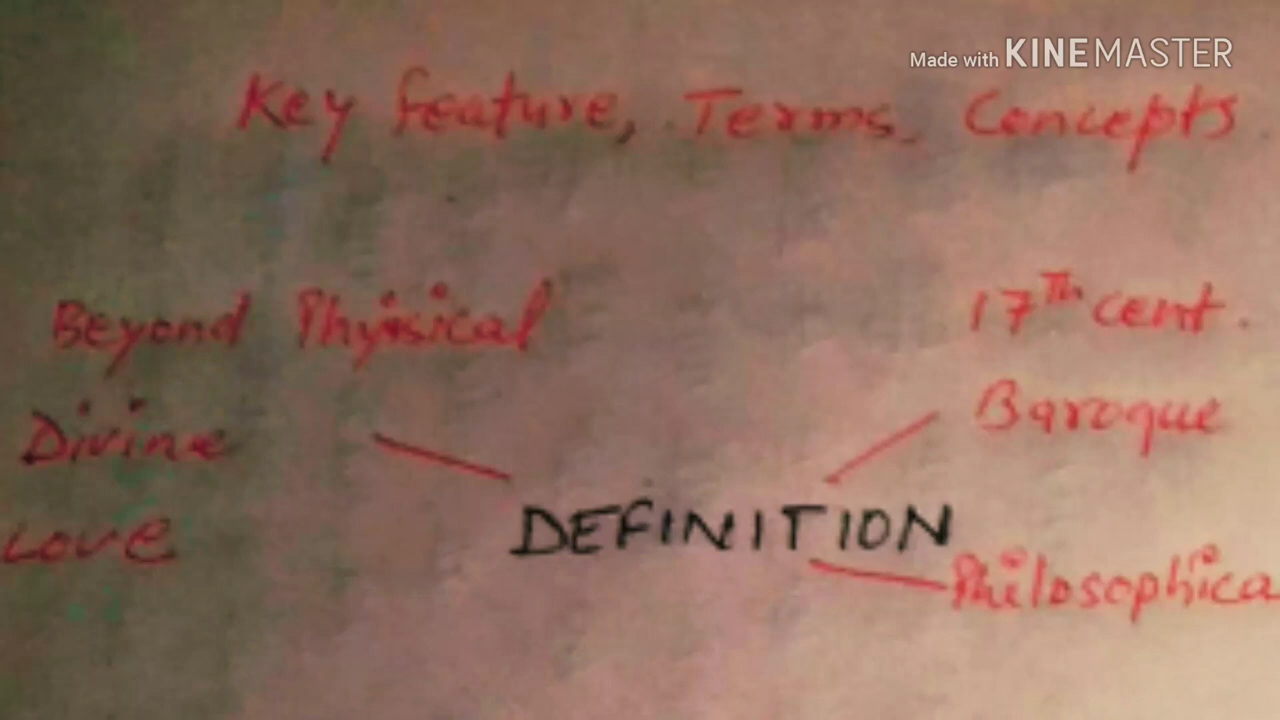 Made with KINEMASTER
Key feature, Terms, Concepts
Beyond Physical
17th cent.
Divine
Baroque
Love
DEFINITION
Philosophica